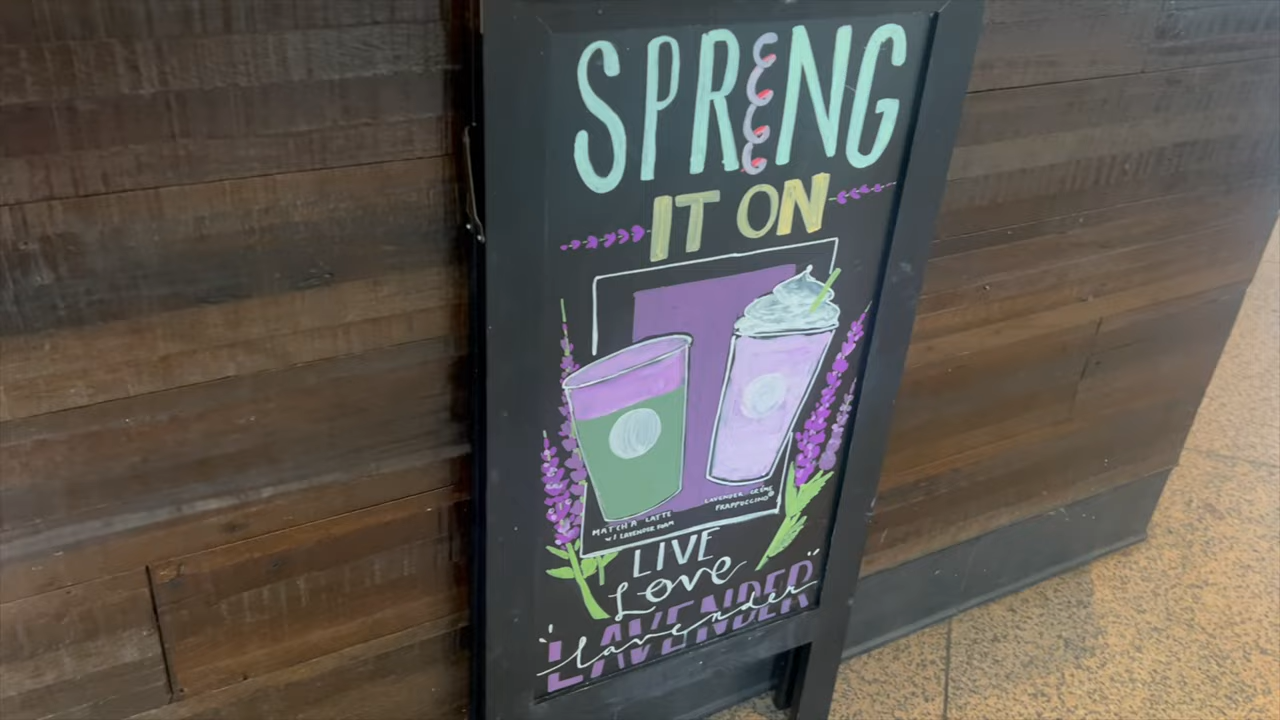 SPRING
IT ON
MATCHA LATTE
W/ LAVENDER FOAM
LAVENDER CRÈME
FRAPPUCCINO®
LIVE
Love
"LAVENDER"
lavender